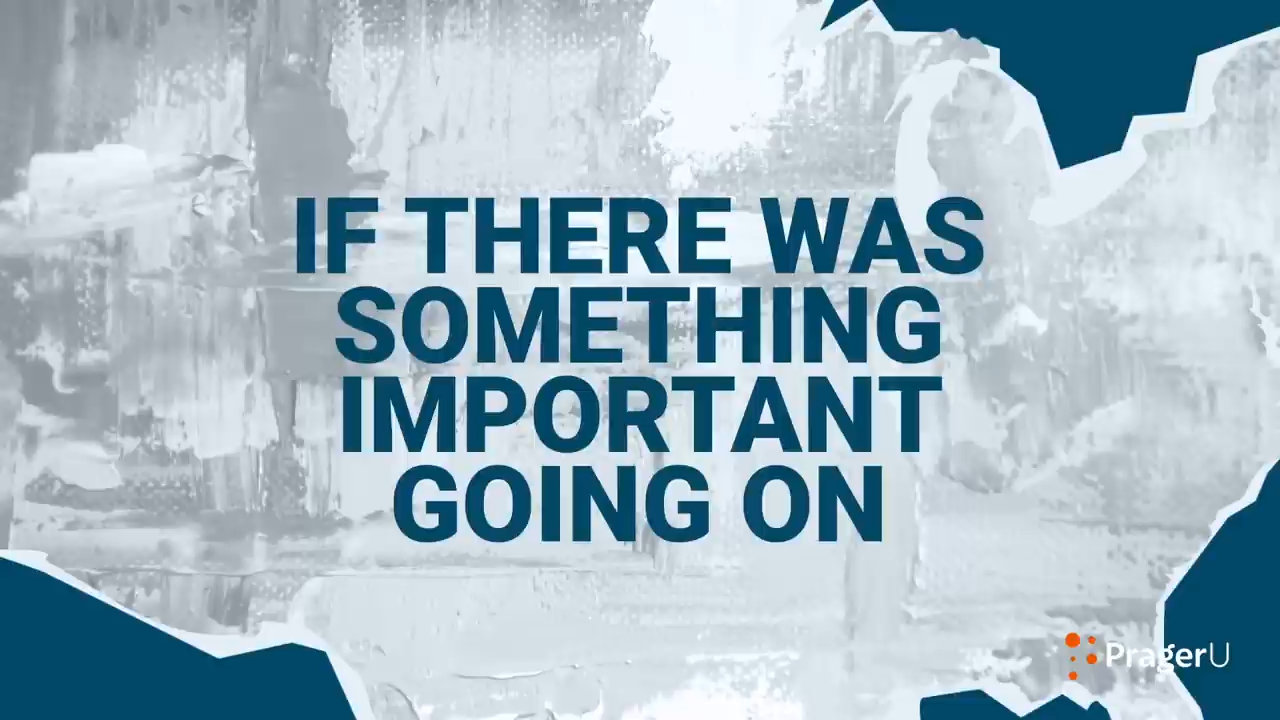 IF THERE WAS
SOMETHING
IMPORTANT
GOING ON
PragerU